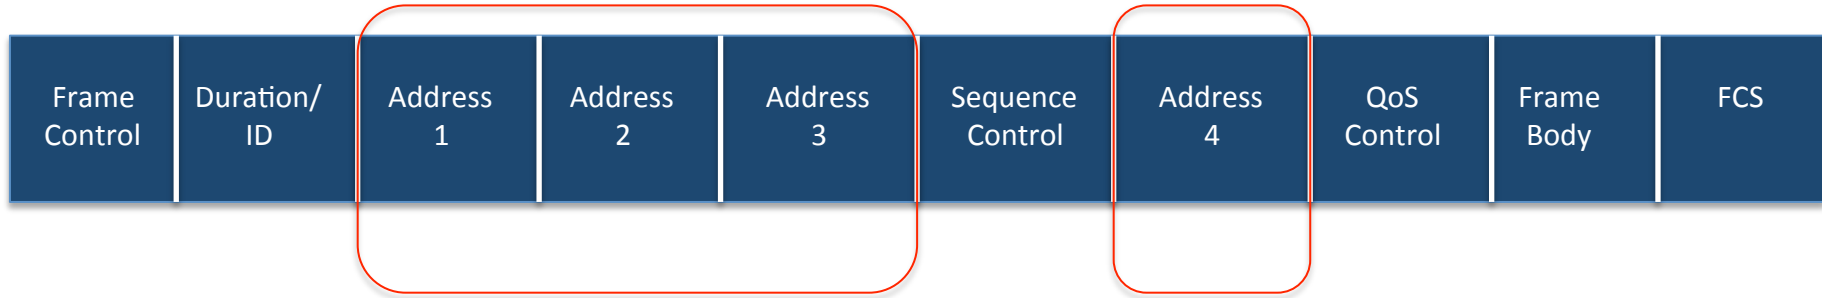 Frame
Control
Duration/
ID
Address
1
Address
2
Address
3
Sequence
Control
Address
4
QoS
Control
Frame
Body
FCS